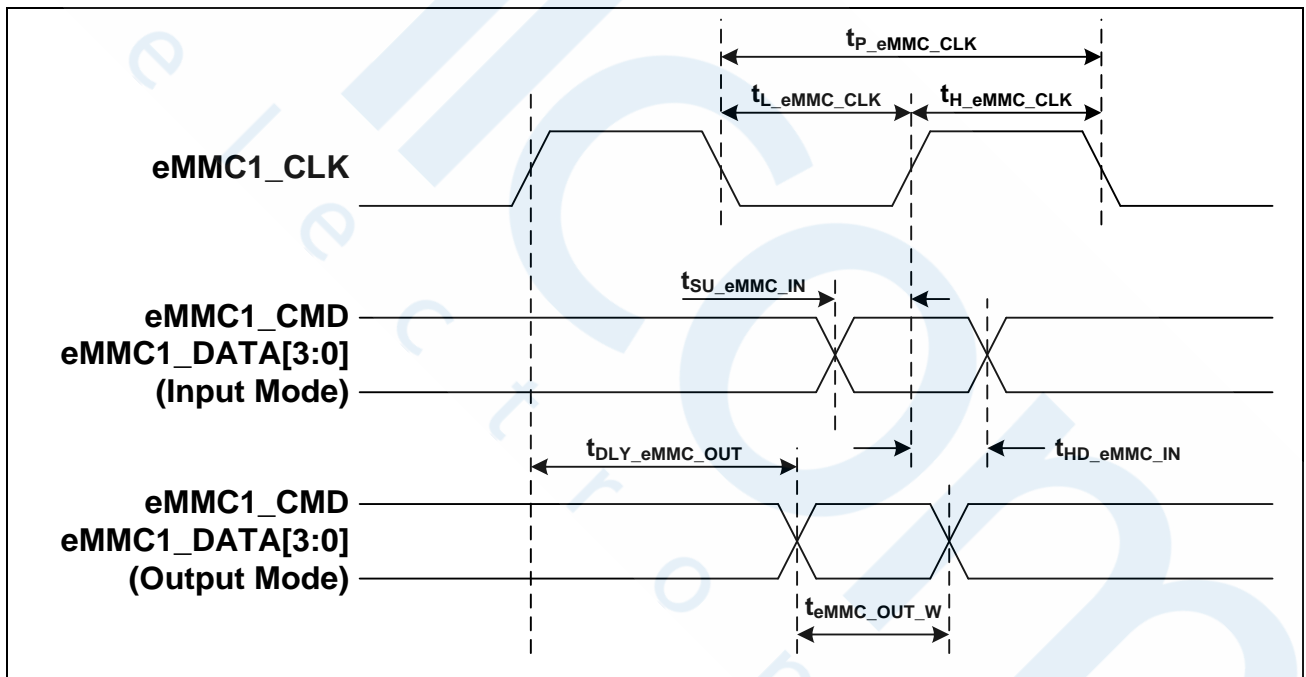 tP_eMMC_CLK
tL_eMMC_CLK tH_eMMC_CLK
eMMC1_CLK
tSU_eMMC_IN
eMMC1_CMD
eMMC1_DATA[3:0]
(Input Mode)
tDLY_eMMC_OUT
tHD_eMMC_IN
eMMC1_CMD
eMMC1_DATA[3:0]
(Output Mode)
teMMC_OUT_W